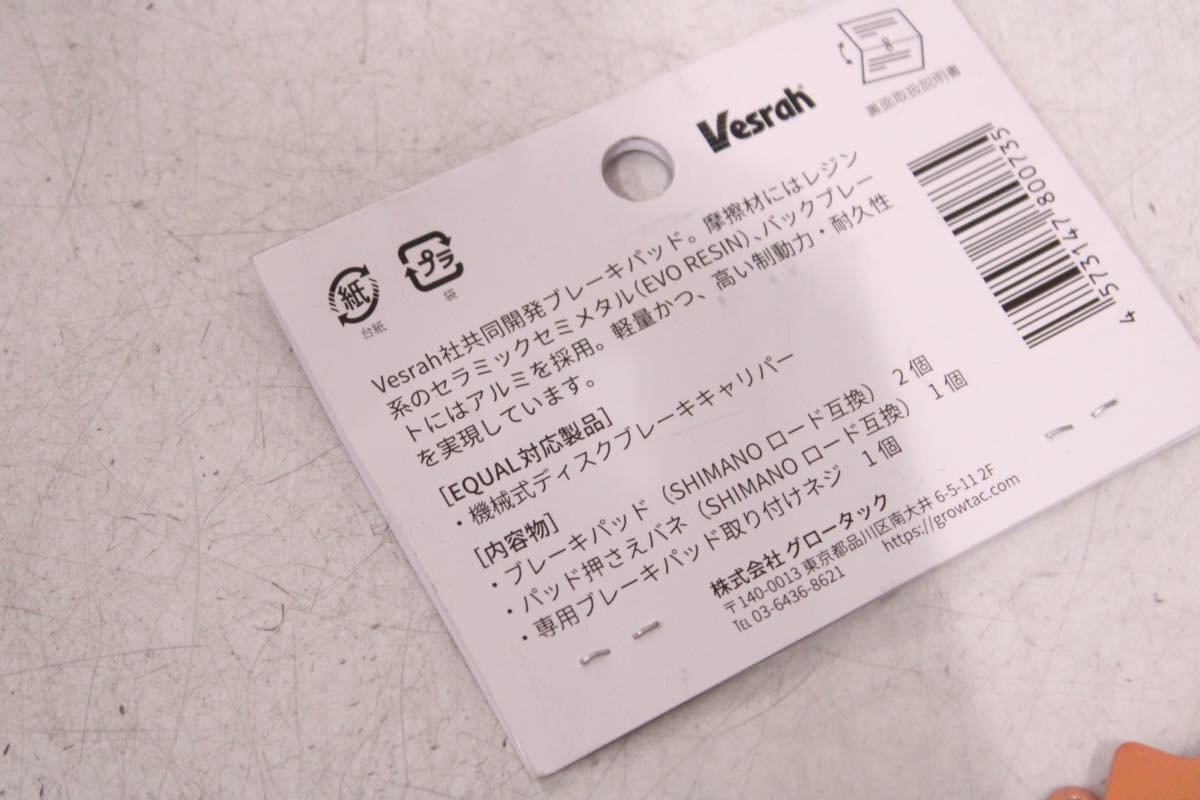 Vesrah
裏面取扱説明書
紙
台紙
プラ
袋
4 573147 800735
Vesrah社共同開発ブレーキパッド。摩擦材にはレジン
系のセラミックセミメタル(EVO RESIN)、バックプレー
トにはアルミを採用。軽量かつ、高い制動力・耐久性
を実現しています。
[EQUAL対応製品]
・機械式ディスクブレーキキャリパー
[内容物]
・ブレーキパッド（SHIMANO ロード互換） 2個
・パッド押さえバネ（SHIMANO ロード互換） 1個
・専用ブレーキパッド取り付けネジ 1個
株式会社 グロータック
〒140-0013 東京都品川区南大井 6-5-11 2F
℡ 03-6436-8621 https://growtac.com